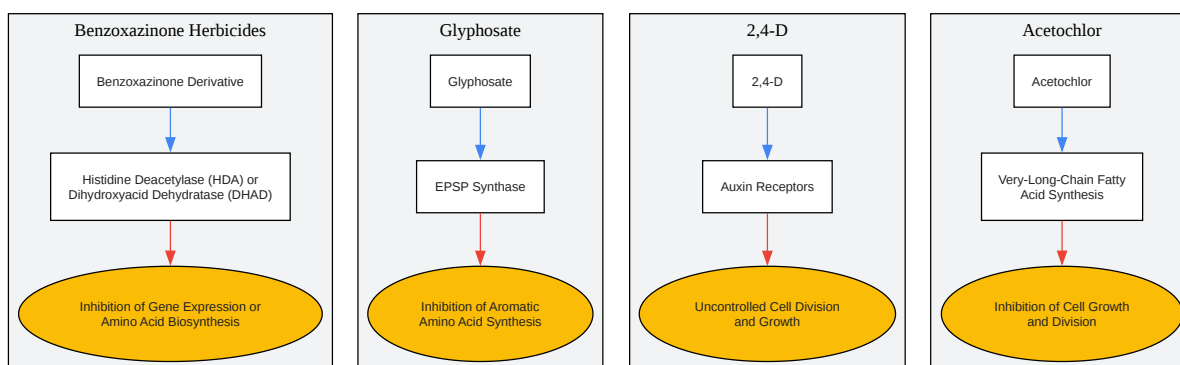 Benzoxazinone Herbicides
Benzoxazinone Derivative
Histidine Deacetylase (HDA) or
Dihydroxyacid Dehydratase (DHAD)
Inhibition of Gene Expression or
Amino Acid Biosynthesis
Glyphosate
Glyphosate
EPSP Synthase
Inhibition of Aromatic
Amino Acid Synthesis
2,4-D
2,4-D
Auxin Receptors
Uncontrolled Cell Division
and Growth
Acetochlor
Acetochlor
Very-Long-Chain Fatty
Acid Synthesis
Inhibition of Cell Growth
and Division